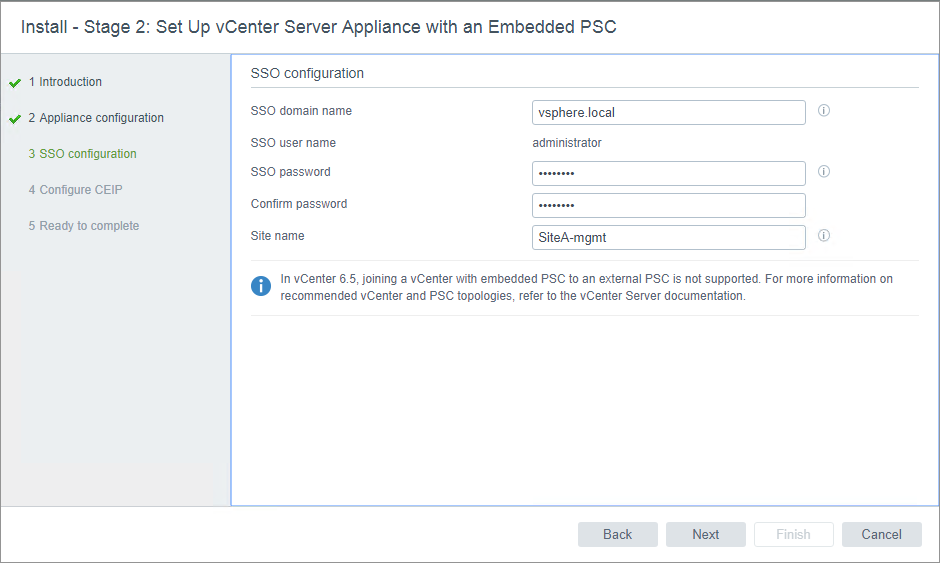 Install - Stage 2: Set Up vCenter Server Appliance with an Embedded PSC
1 Introduction
2 Appliance configuration
3 SSO configuration
4 Configure CEIP
5 Ready to complete
SSO configuration
SSO domain name
vsphere.local
SSO user name
administrator
SSO password
••••••••
Confirm password
••••••••
Site name
SiteA-mgmt
In vCenter 6.5, joining a vCenter with embedded PSC to an external PSC is not supported. For more information on
recommended vCenter and PSC topologies, refer to the vCenter Server documentation.
Back
Next
Finish
Cancel